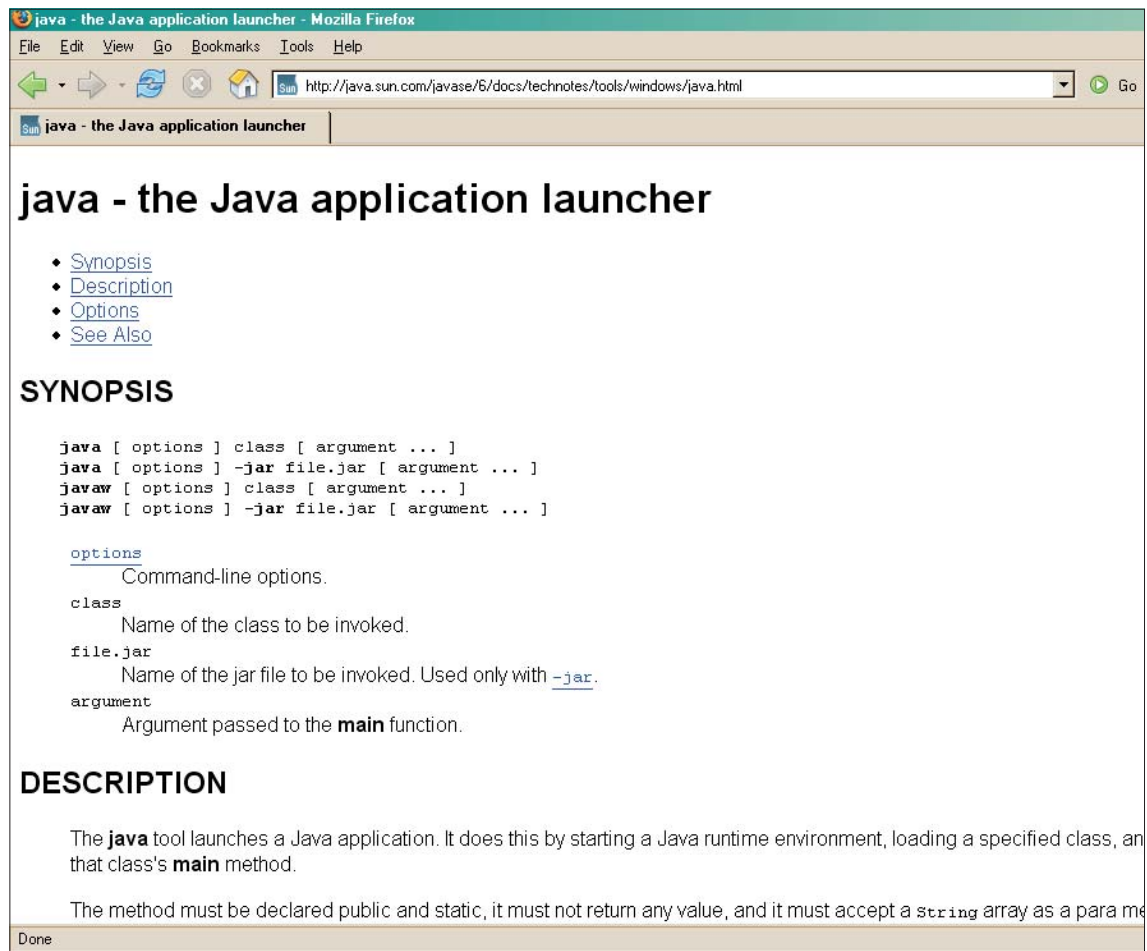 java - the Java application launcher - Mozilla Firefox
File Edit View Go Bookmarks Tools Help
Sun http://java.sun.com/javase/6/docs/technotes/tools/windows/java.html Go
Sun java - the Java application launcher
java - the Java application launcher
• Synopsis
• Description
• Options
• See Also
SYNOPSIS
java [ options ] class [ argument ... ]
java [ options ] -jar file.jar [ argument ... ]
javaw [ options ] class [ argument ... ]
javaw [ options ] -jar file.jar [ argument ... ]
options
Command-line options.
class
Name of the class to be invoked.
file.jar
Name of the jar file to be invoked. Used only with -jar.
argument
Argument passed to the main function.
DESCRIPTION
The java tool launches a Java application. It does this by starting a Java runtime environment, loading a specified class, an
that class's main method.
The method must be declared public and static, it must not return any value, and it must accept a String array as a para me
Done